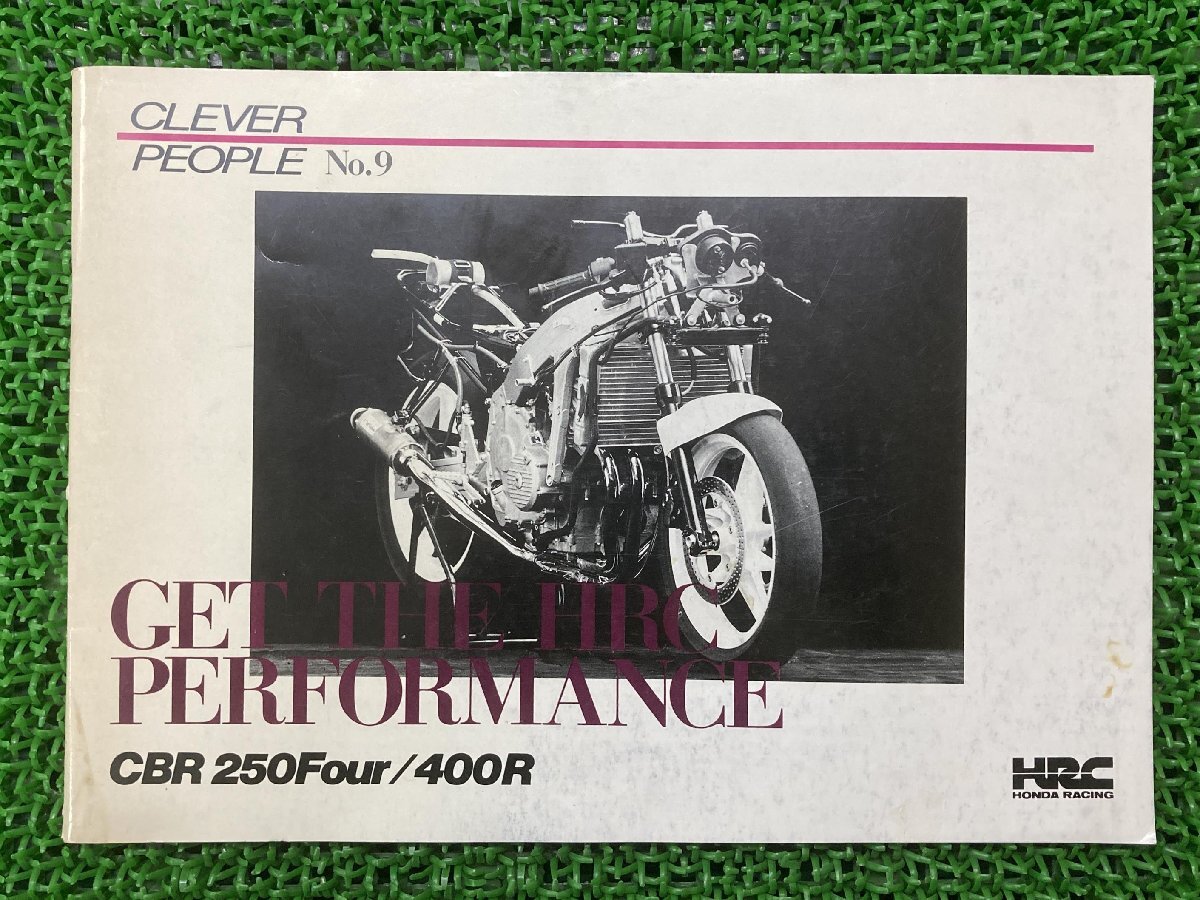 CLEVER
PEOPLE No.9
GET THE HRC
PERFORMANCE
CBR 250Four/400R
HRC
HONDA RACING